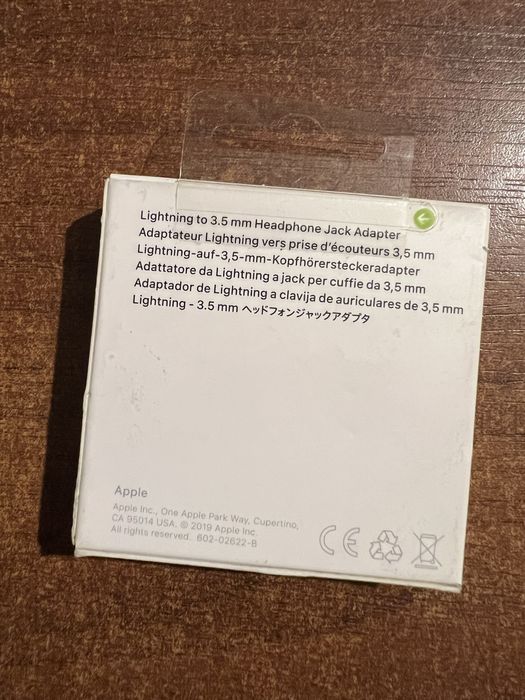 Lightning to 3.5 mm Headphone Jack Adapter
Adaptateur Lightning vers prise d'écouteurs 3,5 mm
Lightning-auf-3,5-mm-Kopfhörersteckeradapter
Adattatore da Lightning a jack per cuffie da 3,5 mm
Adaptador de Lightning a clavija de auriculares de 3,5 mm
Lightning - 3.5 mm ヘッドフォンジャックアダプタ
Apple
Apple Inc., One Apple Park Way, Cupertino,
CA 95014 USA. © 2019 Apple Inc.
All rights reserved. 602-02622-B
CE